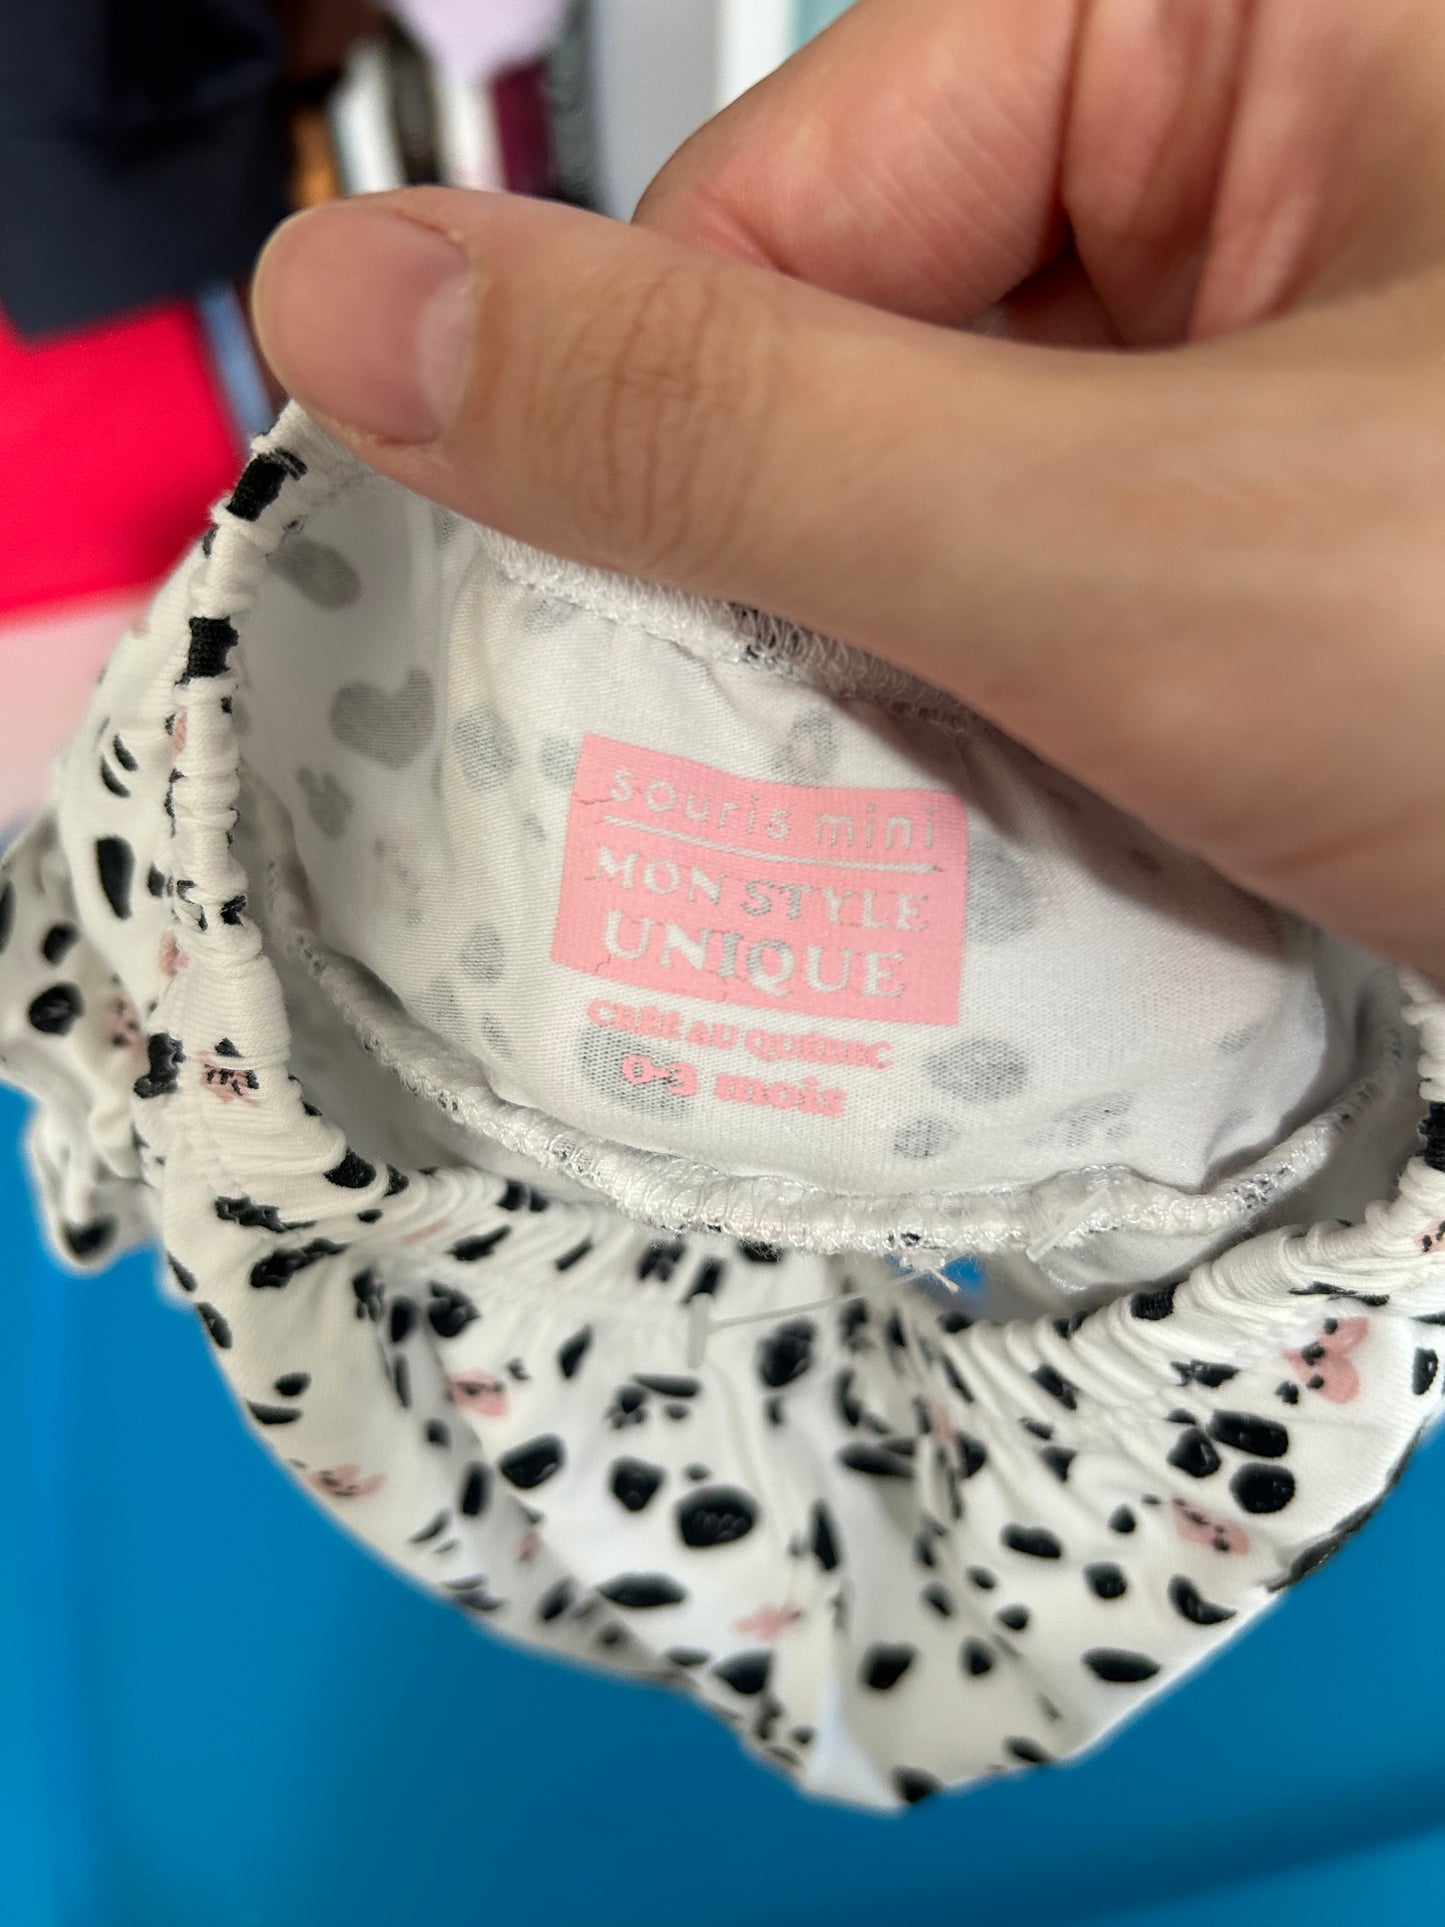 souris mini
MON STYLE
UNIQUE
CRÉÉ AU QUÉBEC
0-3 mois